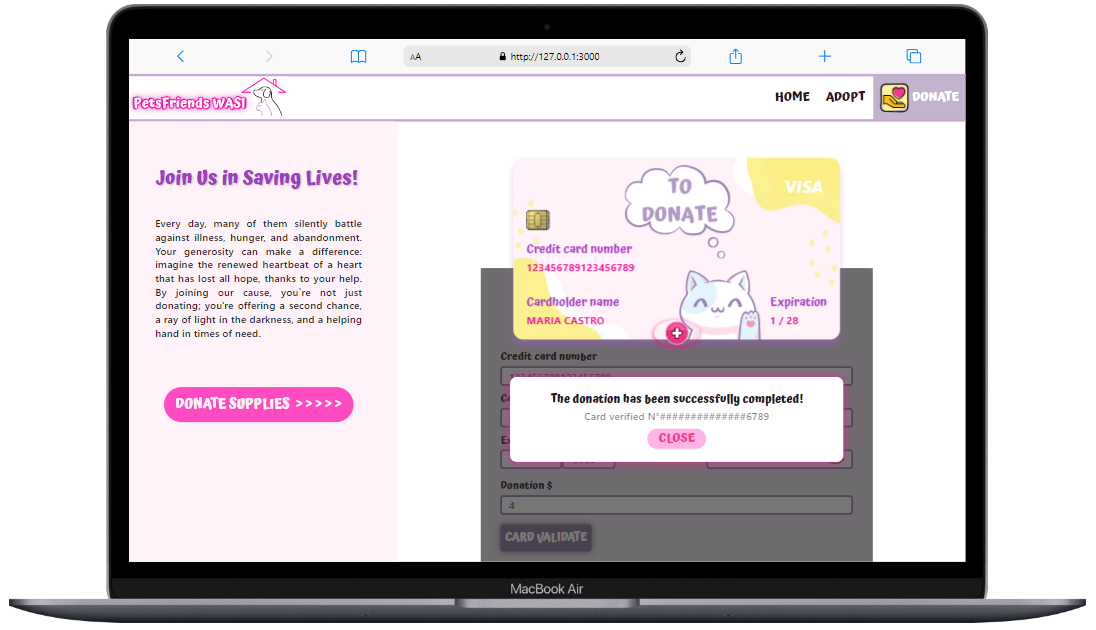 AA http://127.0.0.1:3000
PetsFriends WASI
HOME ADOPT DONATE
Join Us in Saving Lives!
Every day, many of them silently battle
against illness, hunger, and abandonment.
Your generosity can make a difference:
imagine the renewed heartbeat of a heart
that has lost all hope, thanks to your help.
By joining our cause, you`re not just
donating; you're offering a second chance,
a ray of light in the darkness, and a helping
hand in times of need.
DONATE SUPPLIES >>>>>
TO
DONATE
VISA
Credit card number
123456789123456789
Cardholder name
MARIA CASTRO
Expiration
1 / 28
Credit card number
The donation has been successfully completed!
Card verified N°##############6789
CLOSE
Donation $
4
CARD VALIDATE
MacBook Air